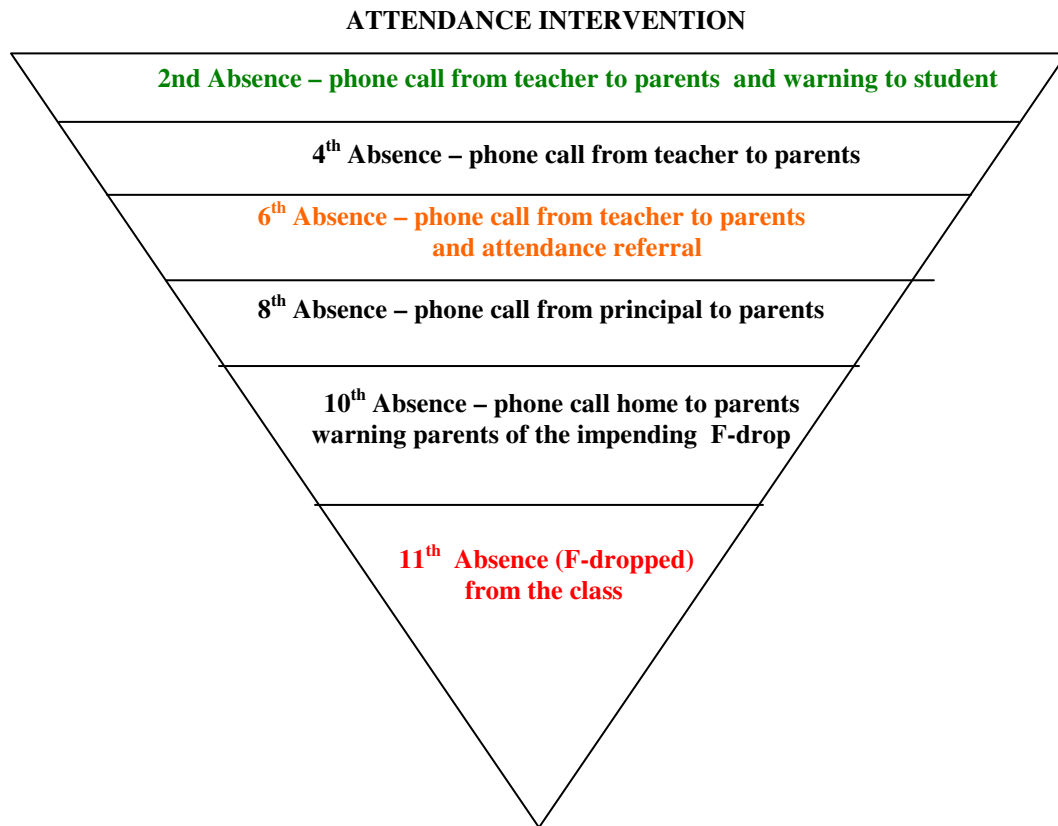 ATTENDANCE INTERVENTION
2nd Absence – phone call from teacher to parents and warning to student
4th Absence – phone call from teacher to parents
6th Absence – phone call from teacher to parents
and attendance referral
8th Absence – phone call from principal to parents
10th Absence – phone call home to parents
warning parents of the impending F-drop
11th Absence (F-dropped)
from the class